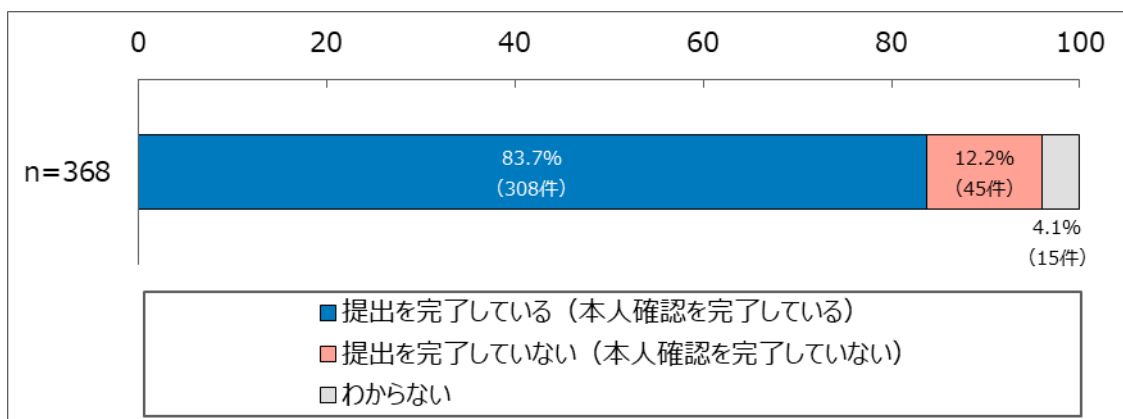 0 20 40 60 80 100
n=368
83.7%
（308件）
12.2%
（45件）
4.1%
（15件）
提出を完了している（本人確認を完了している）
提出を完了していない（本人確認を完了していない）
わからない